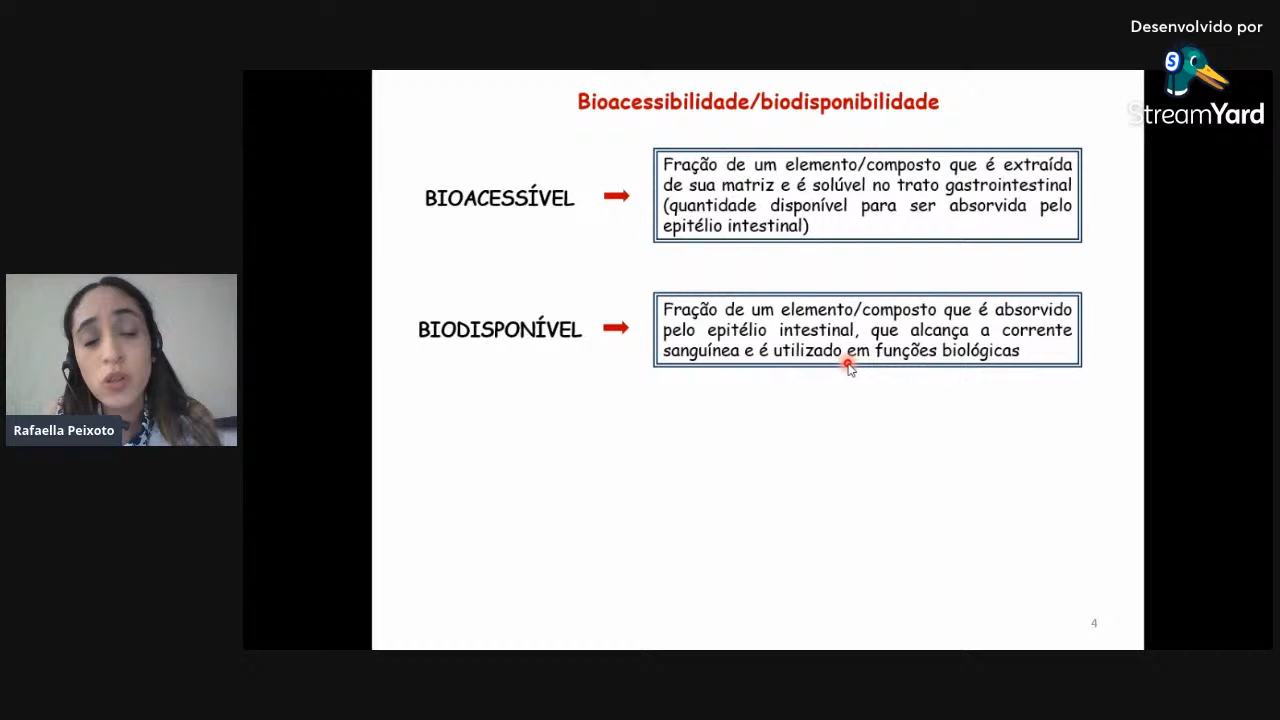 Desenvolvido por
StreamYard
Bioacessibilidade/biodisponibilidade
BIOACESSÍVEL
Fração de um elemento/composto que é extraída
de sua matriz e é solúvel no trato gastrointestinal
(quantidade disponível para ser absorvida pelo
epitélio intestinal)
BIODISPONÍVEL
Fração de um elemento/composto que é absorvido
pelo epitélio intestinal, que alcança a corrente
sanguínea e é utilizado em funções biológicas
Rafaella Peixoto
4